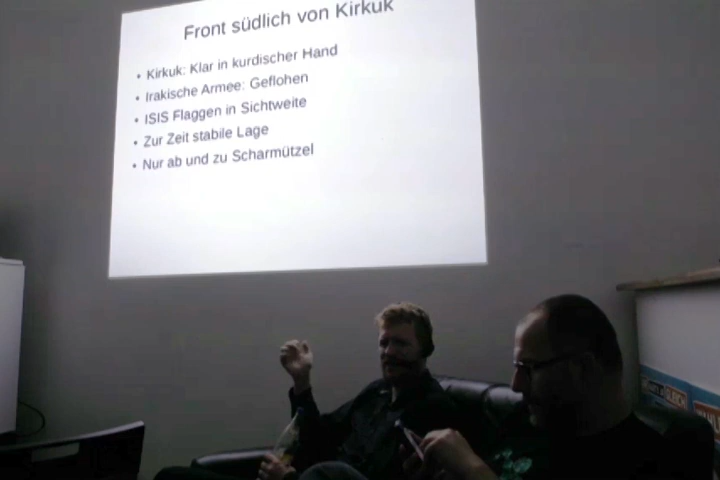 Front südlich von Kirkuk
• Kirkuk: Klar in kurdischer Hand
• Irakische Armee: Geflohen
• ISIS Flaggen in Sichtweite
• Zur Zeit stabile Lage
• Nur ab und zu Scharmützel